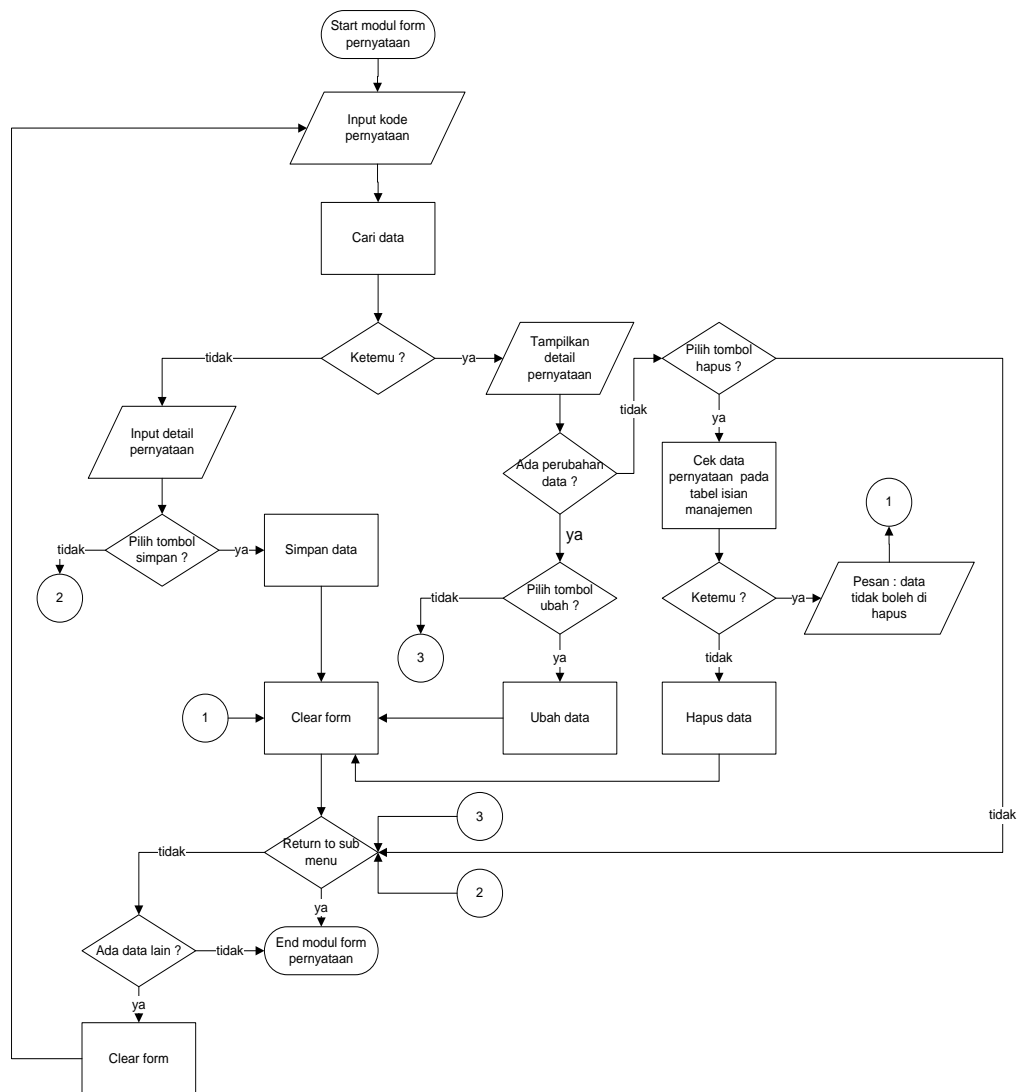 Start modul form
pernyataan
Input kode
pernyataan
Cari data
Ketemu ?
tidak
ya
Tampilkan
detail
pernyataan
Pilih tombol
hapus ?
tidak
ya
Input detail
pernyataan
Ada perubahan
data ?
Cek data
pernyataan pada
tabel isian
manajemen
1
Pilih tombol
simpan ?
tidak
ya
Simpan data
2
ya
Pilih tombol
ubah ?
tidak
3
ya
Ketemu ?
ya
Pesan : data
tidak boleh di
hapus
tidak
1
Clear form
Ubah data
Hapus data
tidak
3
Return to sub
menu
tidak
2
ya
Ada data lain ?
tidak
End modul form
pernyataan
ya
Clear form